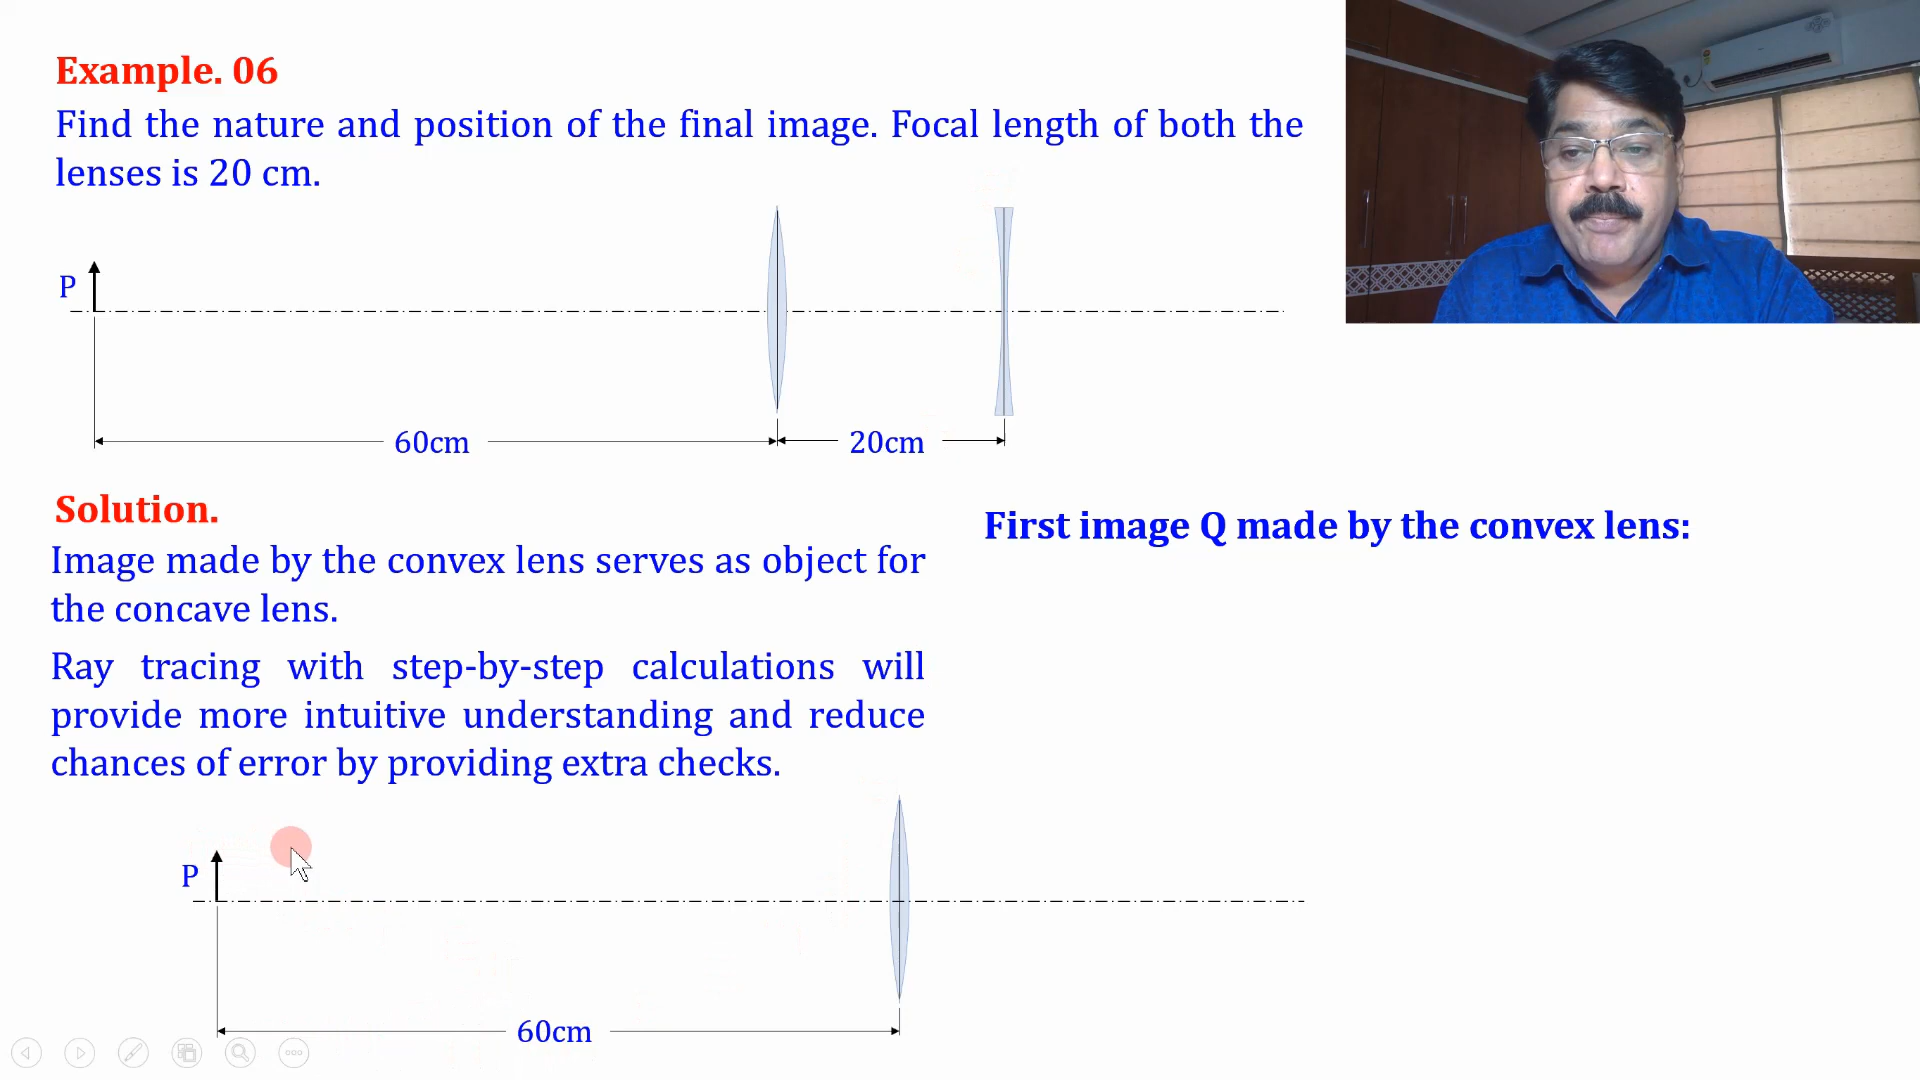 Example. 06
Find the nature and position of the final image. Focal length of both the
lenses is 20 cm.
P
60cm
20cm
Solution.
Image made by the convex lens serves as object for
the concave lens.
Ray tracing with step-by-step calculations will
provide more intuitive understanding and reduce
chances of error by providing extra checks.
First image Q made by the convex lens:
P
60cm